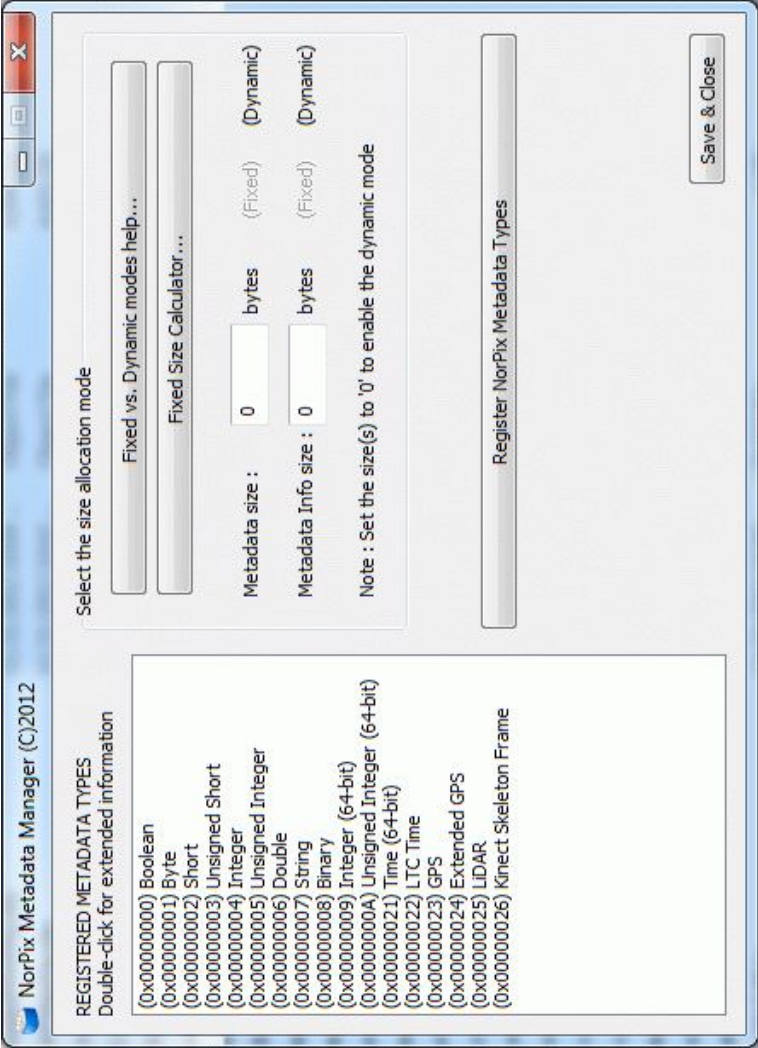 NorPix Metadata Manager (C)2012
REGISTERED METADATA TYPES
Double-click for extended information
(0x00000000) Boolean
(0x00000001) Byte
(0x00000002) Short
(0x00000003) Unsigned Short
(0x00000004) Integer
(0x00000005) Unsigned Integer
(0x00000006) Double
(0x00000007) String
(0x00000008) Binary
(0x00000009) Integer (64-bit)
(0x0000000A) Unsigned Integer (64-bit)
(0x00000021) Time (64-bit)
(0x00000022) LTC Time
(0x00000023) GPS
(0x00000024) Extended GPS
(0x00000025) LiDAR
(0x00000026) Kinect Skeleton Frame
Select the size allocation mode
Fixed vs. Dynamic modes help...
Fixed Size Calculator...
Metadata size : 0 bytes (Fixed) (Dynamic)
Metadata Info size : 0 bytes (Fixed) (Dynamic)
Note : Set the size(s) to '0' to enable the dynamic mode
Register NorPix Metadata Types
Save & Close